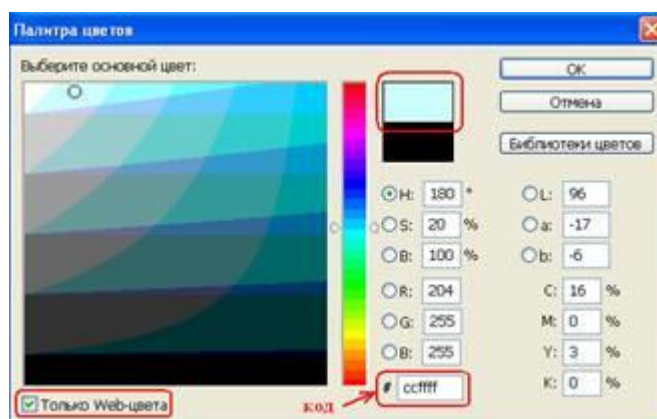 Палитра цветов
Выберите основной цвет:
ОК
Отмена
Библиотеки цветов
H: 180 °
S: 20 %
B: 100 %
R: 204
G: 255
B: 255
# ccffff
L: 96
a: -17
b: -6
C: 16 %
M: 0 %
Y: 3 %
K: 0 %
Только Web-цвета
код